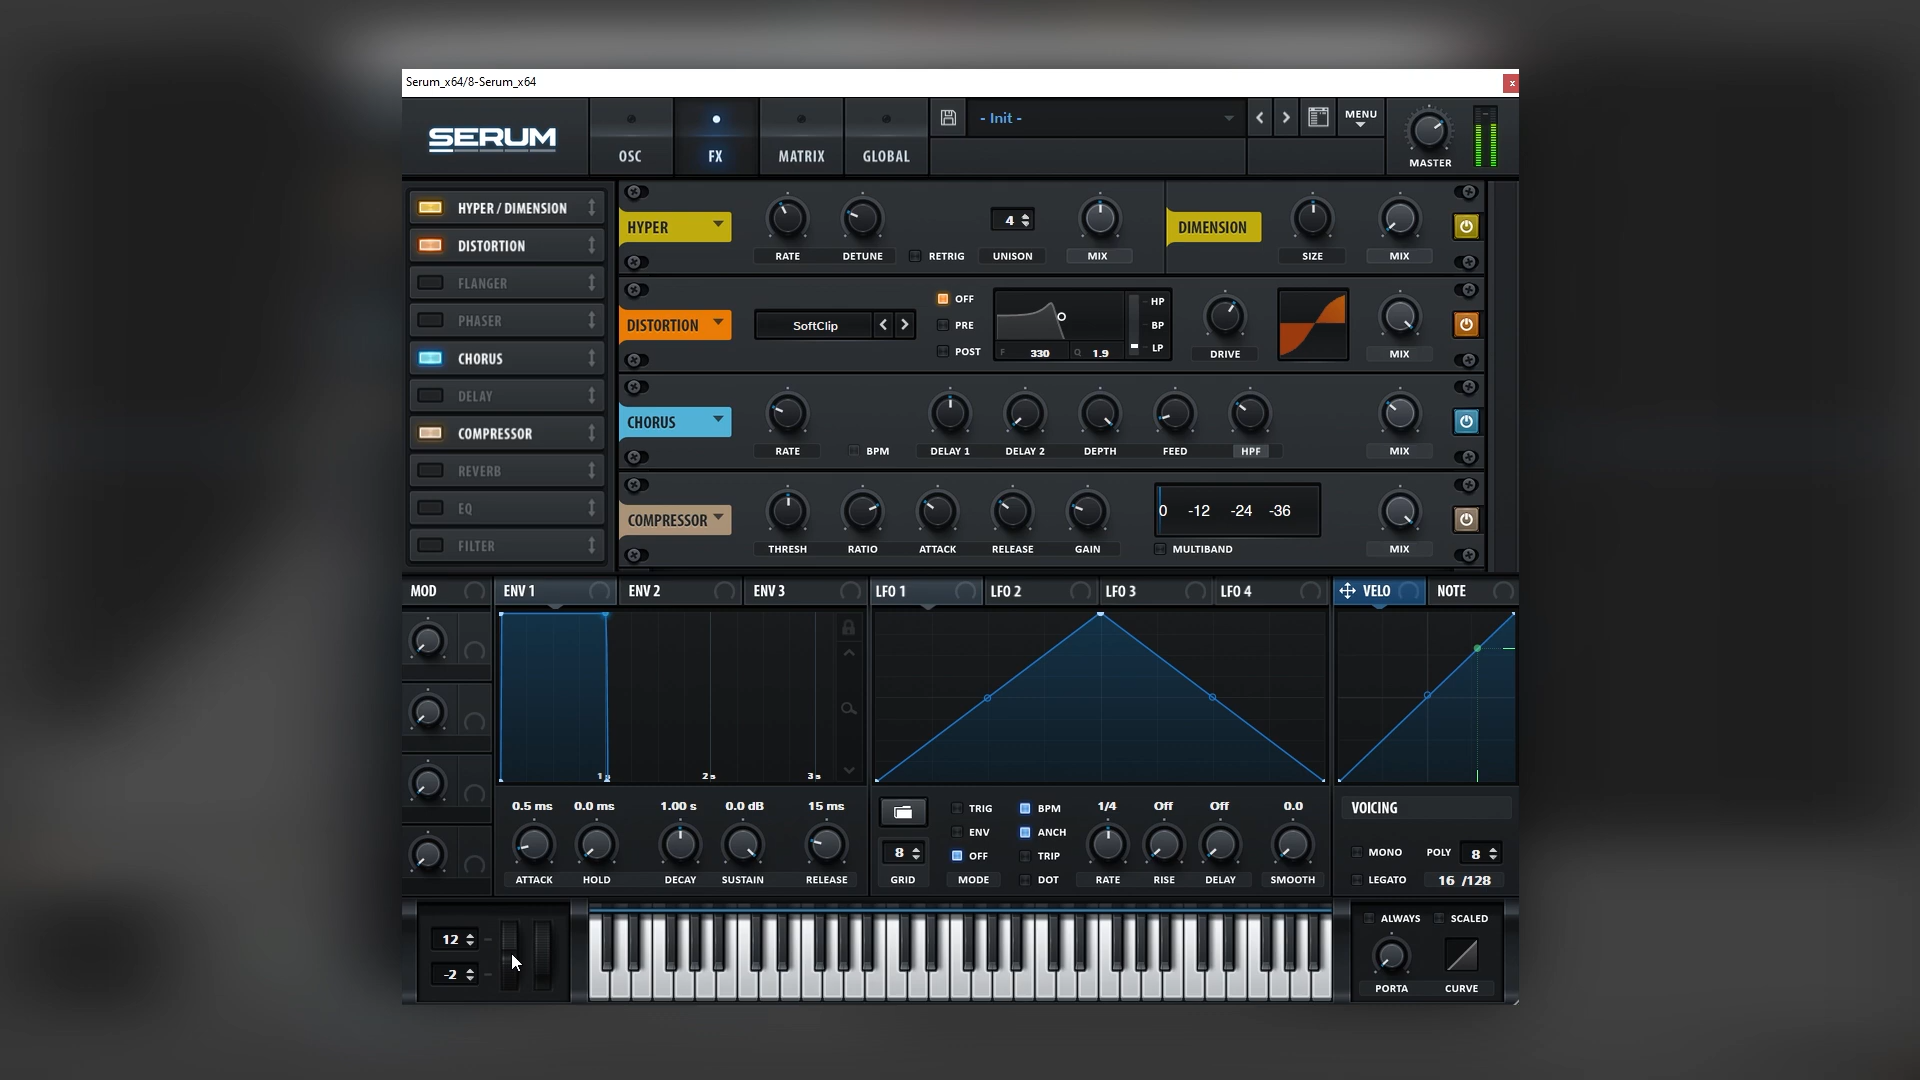 Serum_x64/8-Serum_x64
x
SERUM
OSC
FX
MATRIX
GLOBAL
- Init -
MENU
MASTER
HYPER / DIMENSION
DISTORTION
FLANGER
PHASER
CHORUS
DELAY
COMPRESSOR
REVERB
EQ
FILTER
HYPER
RATE
DETUNE
RETRIG
4
UNISON
MIX
DIMENSION
SIZE
MIX
DISTORTION
SoftClip
OFF
PRE
POST
F 330 Q 1.9
HP
BP
LP
DRIVE
MIX
CHORUS
RATE
BPM
DELAY 1
DELAY 2
DEPTH
FEED
HPF
MIX
COMPRESSOR
THRESH
RATIO
ATTACK
RELEASE
GAIN
0 -12 -24 -36
MULTIBAND
MIX
MOD
ENV 1
ENV 2
ENV 3
LFO 1
LFO 2
LFO 3
LFO 4
VELO
NOTE
2s
3s
0.5 ms
0.0 ms
1.00 s
0.0 dB
15 ms
ATTACK
HOLD
DECAY
SUSTAIN
RELEASE
8
GRID
TRIG
ENV
OFF
MODE
BPM
ANCH
TRIP
DOT
1/4
Off
Off
0.0
RATE
RISE
DELAY
SMOOTH
VOICING
MONO
POLY
8
LEGATO
16 /128
12
-2
ALWAYS
SCALED
PORTA
CURVE